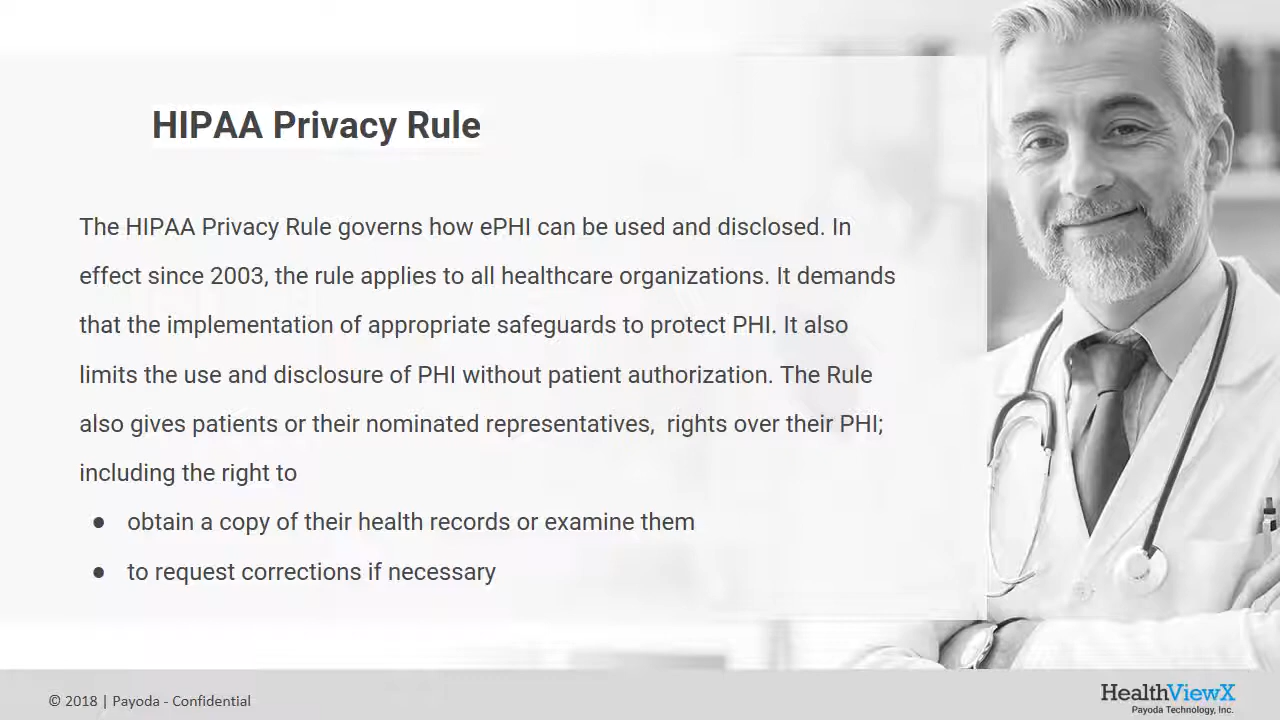 HIPAA Privacy Rule
The HIPAA Privacy Rule governs how ePHI can be used and disclosed. In
effect since 2003, the rule applies to all healthcare organizations. It demands
that the implementation of appropriate safeguards to protect PHI. It also
limits the use and disclosure of PHI without patient authorization. The Rule
also gives patients or their nominated representatives,  rights over their PHI;
including the right to
● obtain a copy of their health records or examine them
● to request corrections if necessary
© 2018 | Payoda - Confidential
HealthViewX
Payoda Technology, Inc.